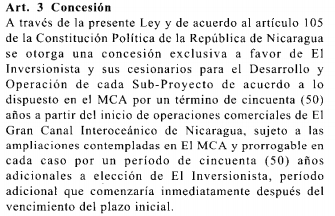 Art. 3 Concesión
A través de la presente Ley y de acuerdo al artículo 105
de la Constitución Política de la República de Nicaragua
se otorga una concesión exclusiva a favor de El
Inversionista y sus cesionarios para el Desarrollo y
Operación de cada Sub-Proyecto de acuerdo a lo
dispuesto en el MCA por un término de cincuenta (50)
años a partir del inicio de operaciones comerciales de El
Gran Canal Interoceánico de Nicaragua, sujeto a las
ampliaciones contempladas en El MCA y prorrogable en
cada caso por un período de cincuenta (50) años
adicionales a elección de El Inversionista, período
adicional que comenzaría inmediatamente después del
vencimiento del plazo inicial.